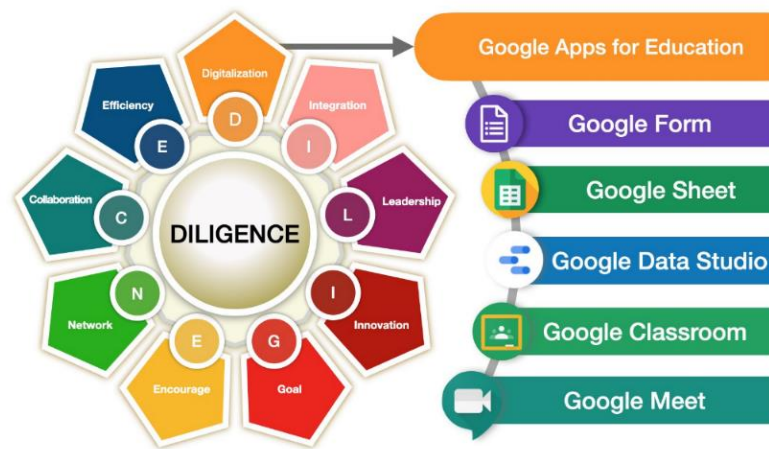 DILIGENCE
D
Digitalization
I
Integration
L
Leadership
I
Innovation
G
Goal
E
Encourage
N
Network
C
Collaboration
E
Efficiency
Google Apps for Education
Google Form
Google Sheet
Google Data Studio
Google Classroom
Google Meet